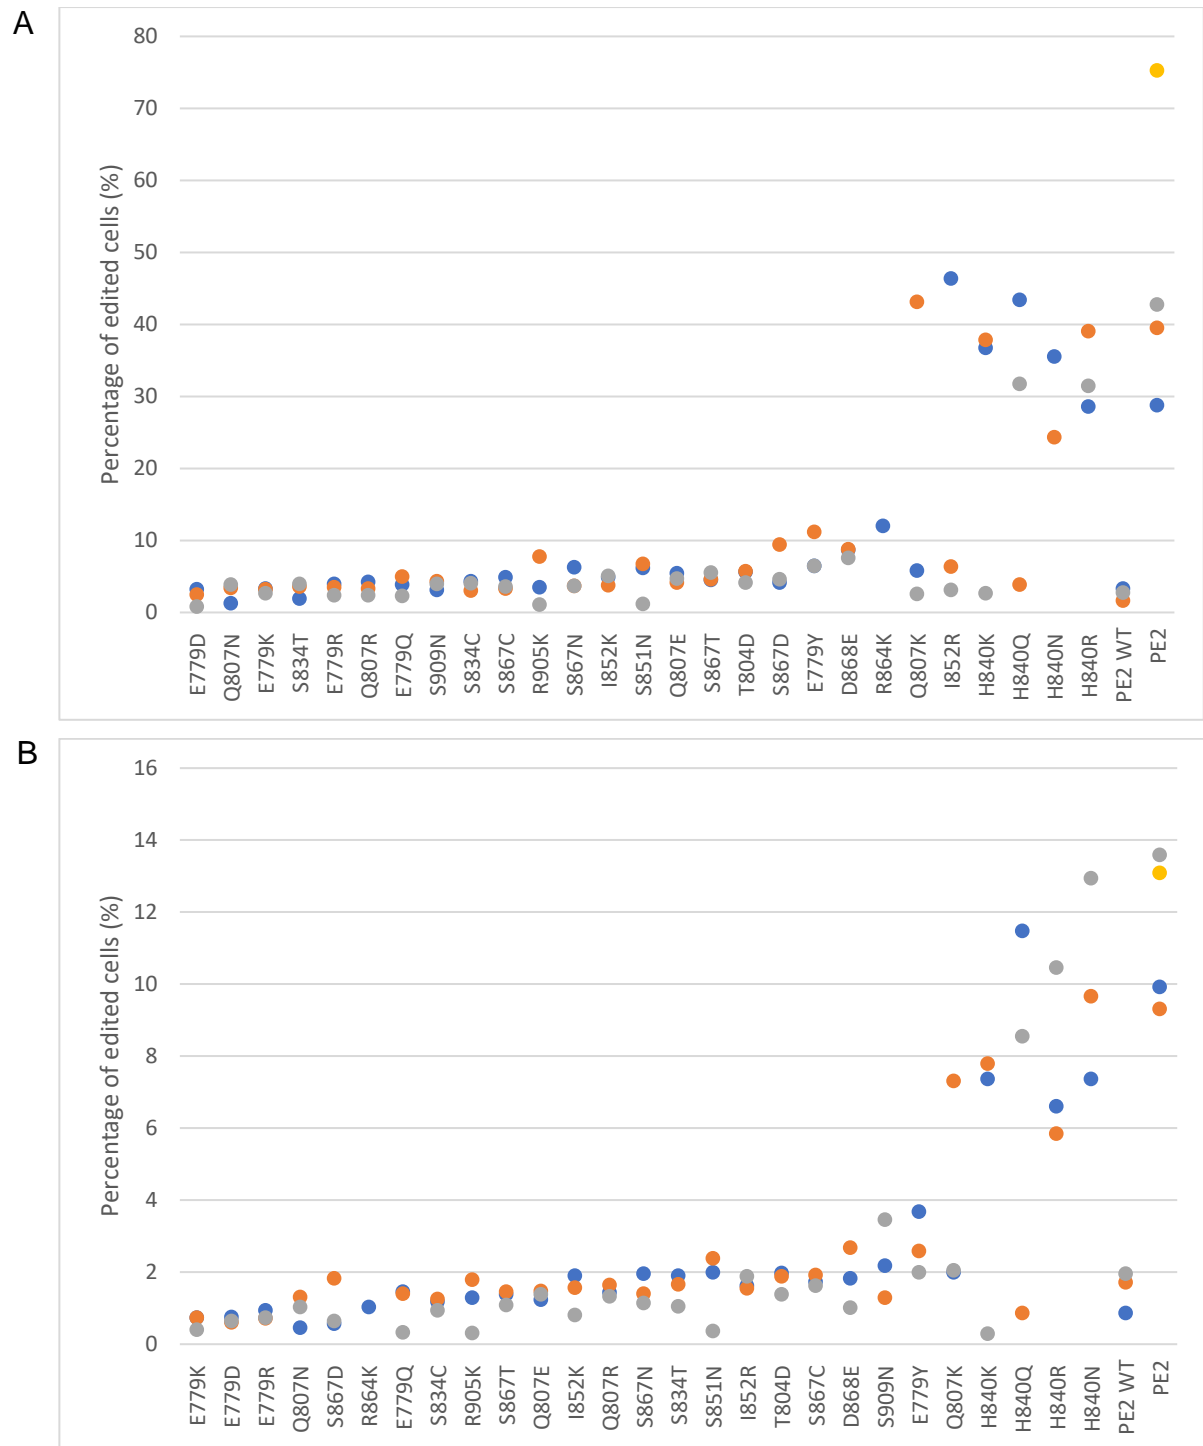 A
Percentage of edited cells (%)
80
70
60
50
40
30
20
10
0
E779D
Q807N
E779K
S834T
E779R
Q807R
E779Q
S909N
S834C
S867C
R905K
S867N
I852K
S851N
Q807E
S867T
T804D
S867D
E779Y
D868E
R864K
Q807K
I852R
H840K
H840Q
H840N
H840R
PE2 WT
PE2
B
Percentage of edited cells (%)
16
14
12
10
8
6
4
2
0
E779K
E779D
E779R
Q807N
S867D
R864K
E779Q
S834C
R905K
S867T
Q807E
I852K
Q807R
S867N
S834T
S851N
I852R
T804D
S867C
D868E
S909N
E779Y
Q807K
H840K
H840Q
H840R
H840N
PE2 WT
PE2